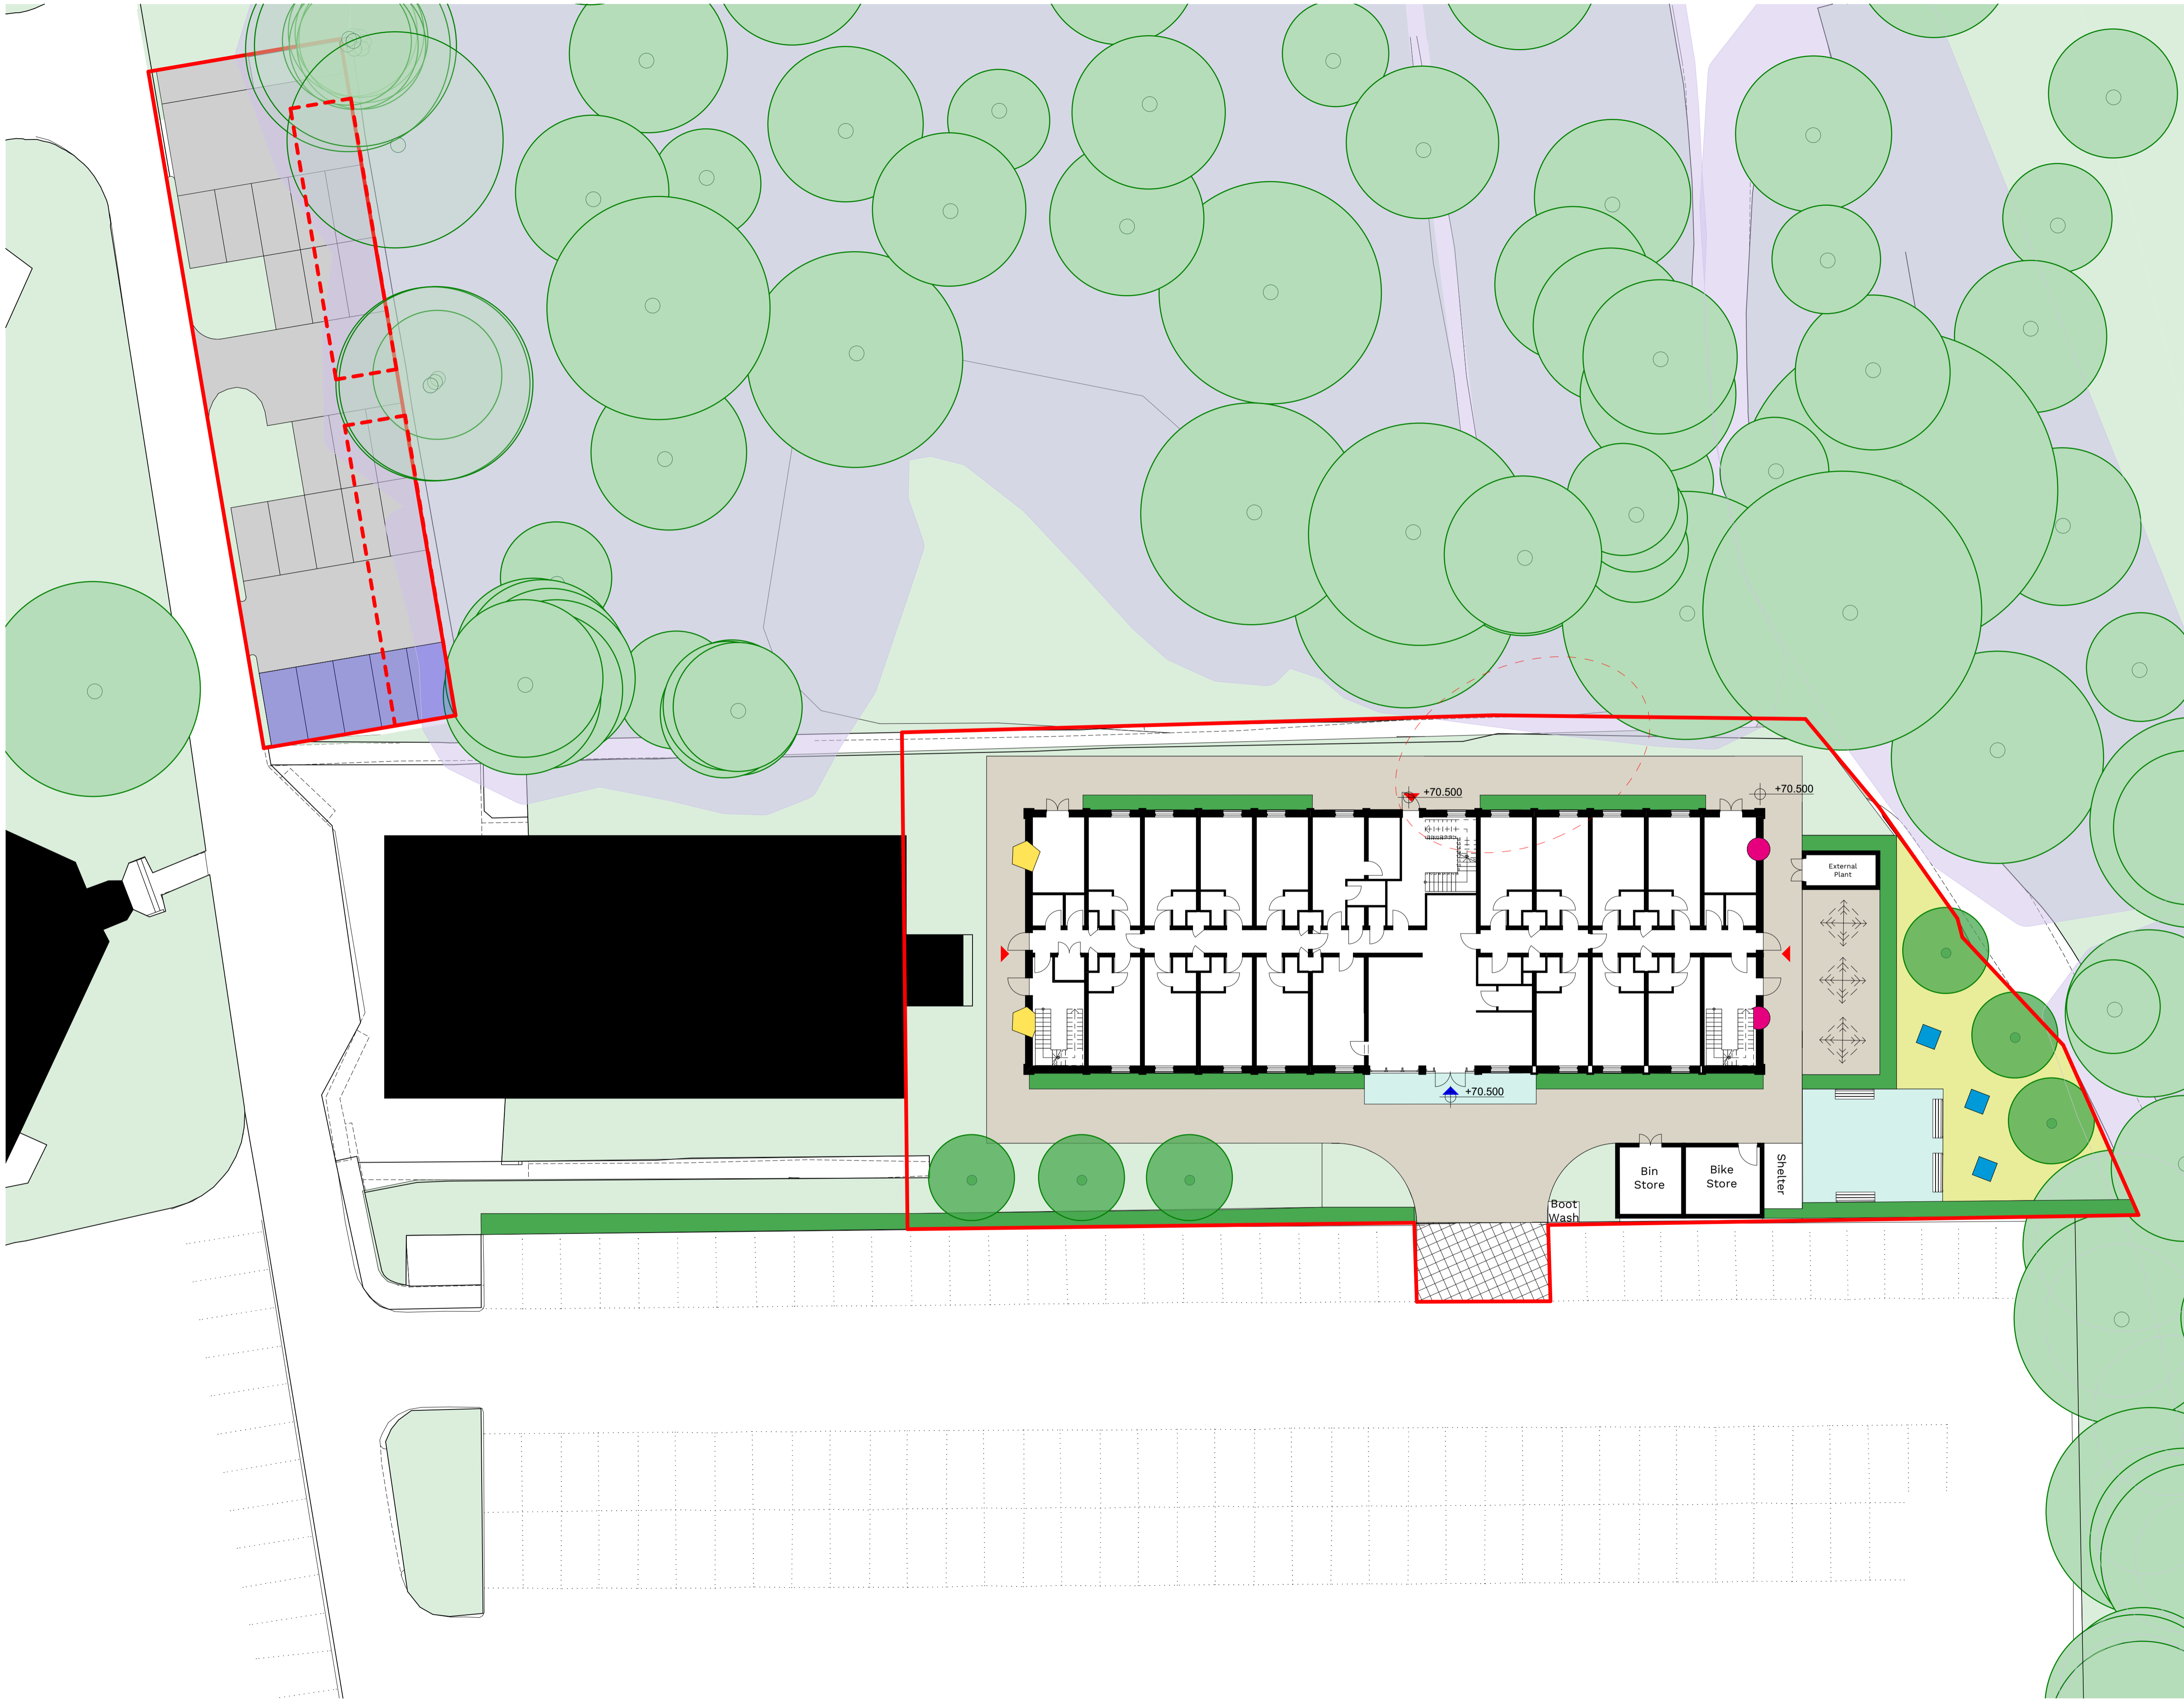 +70.500
+70.500
External
Plant
+70.500
Bin
Store
Bike
Store
Shelter
Boot
Wash